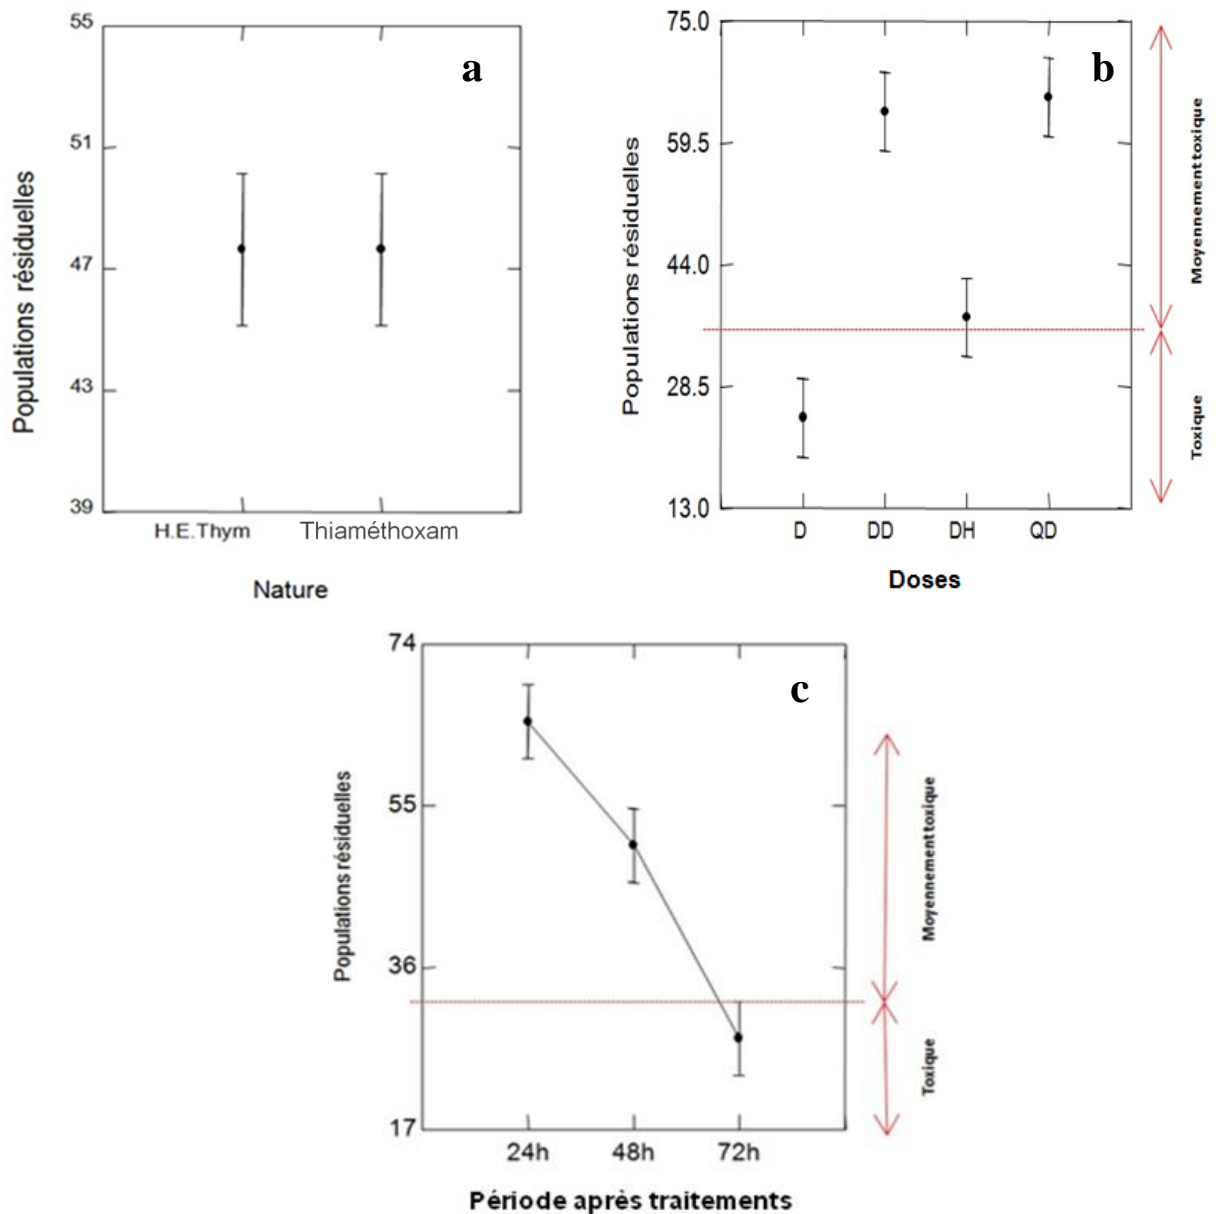 a
55
51
47
43
39
Populations résiduelles
H.E.Thym Thiaméthoxam
Nature
b
75.0
59.5
44.0
28.5
13.0
Populations résiduelles
D DD DH QD
Doses
Moyennement toxique
Toxique
c
74
55
36
17
Populations résiduelles
24h 48h 72h
Période après traitements
Moyennement toxique
Toxique